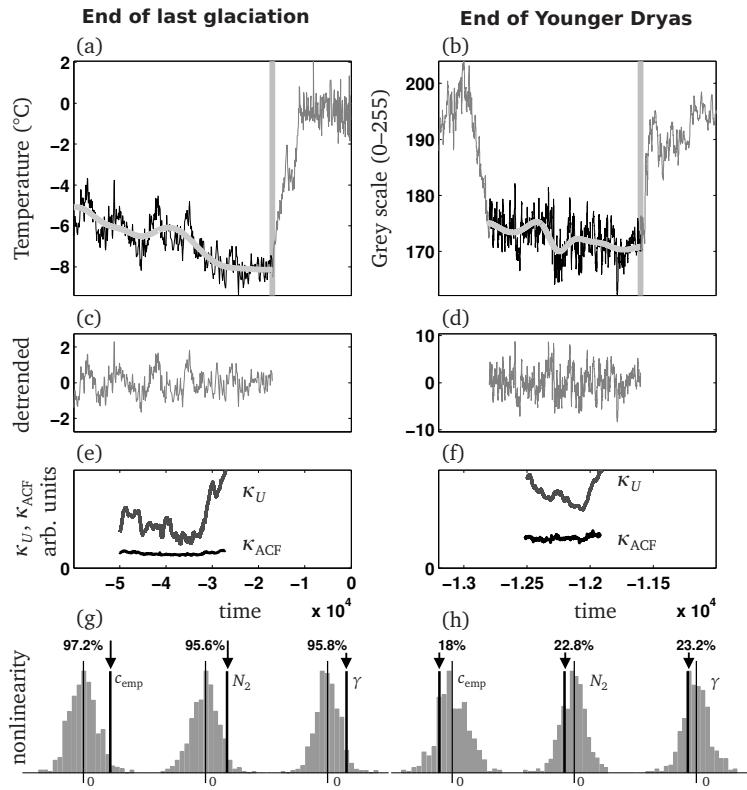 End of last glaciation
End of Younger Dryas
(a)
(b)
Temperature (°C)
2
0
−2
−4
−6
−8
Grey scale (0–255)
200
190
180
170
(c)
(d)
detrended
2
0
−2
10
0
−10
(e)
(f)
κU, κACF
arb. units
κU
κACF
0
κU
κACF
0
−5 −4 −3 −2 −1 0
−1.3 −1.25 −1.2 −1.15
time x 10⁴
time x 10⁴
(g)
(h)
nonlinearity
97.2% 95.6% 95.8%
cemp N2 γ
0 0 0
18% 22.8% 23.2%
cemp N2 γ
0 0 0